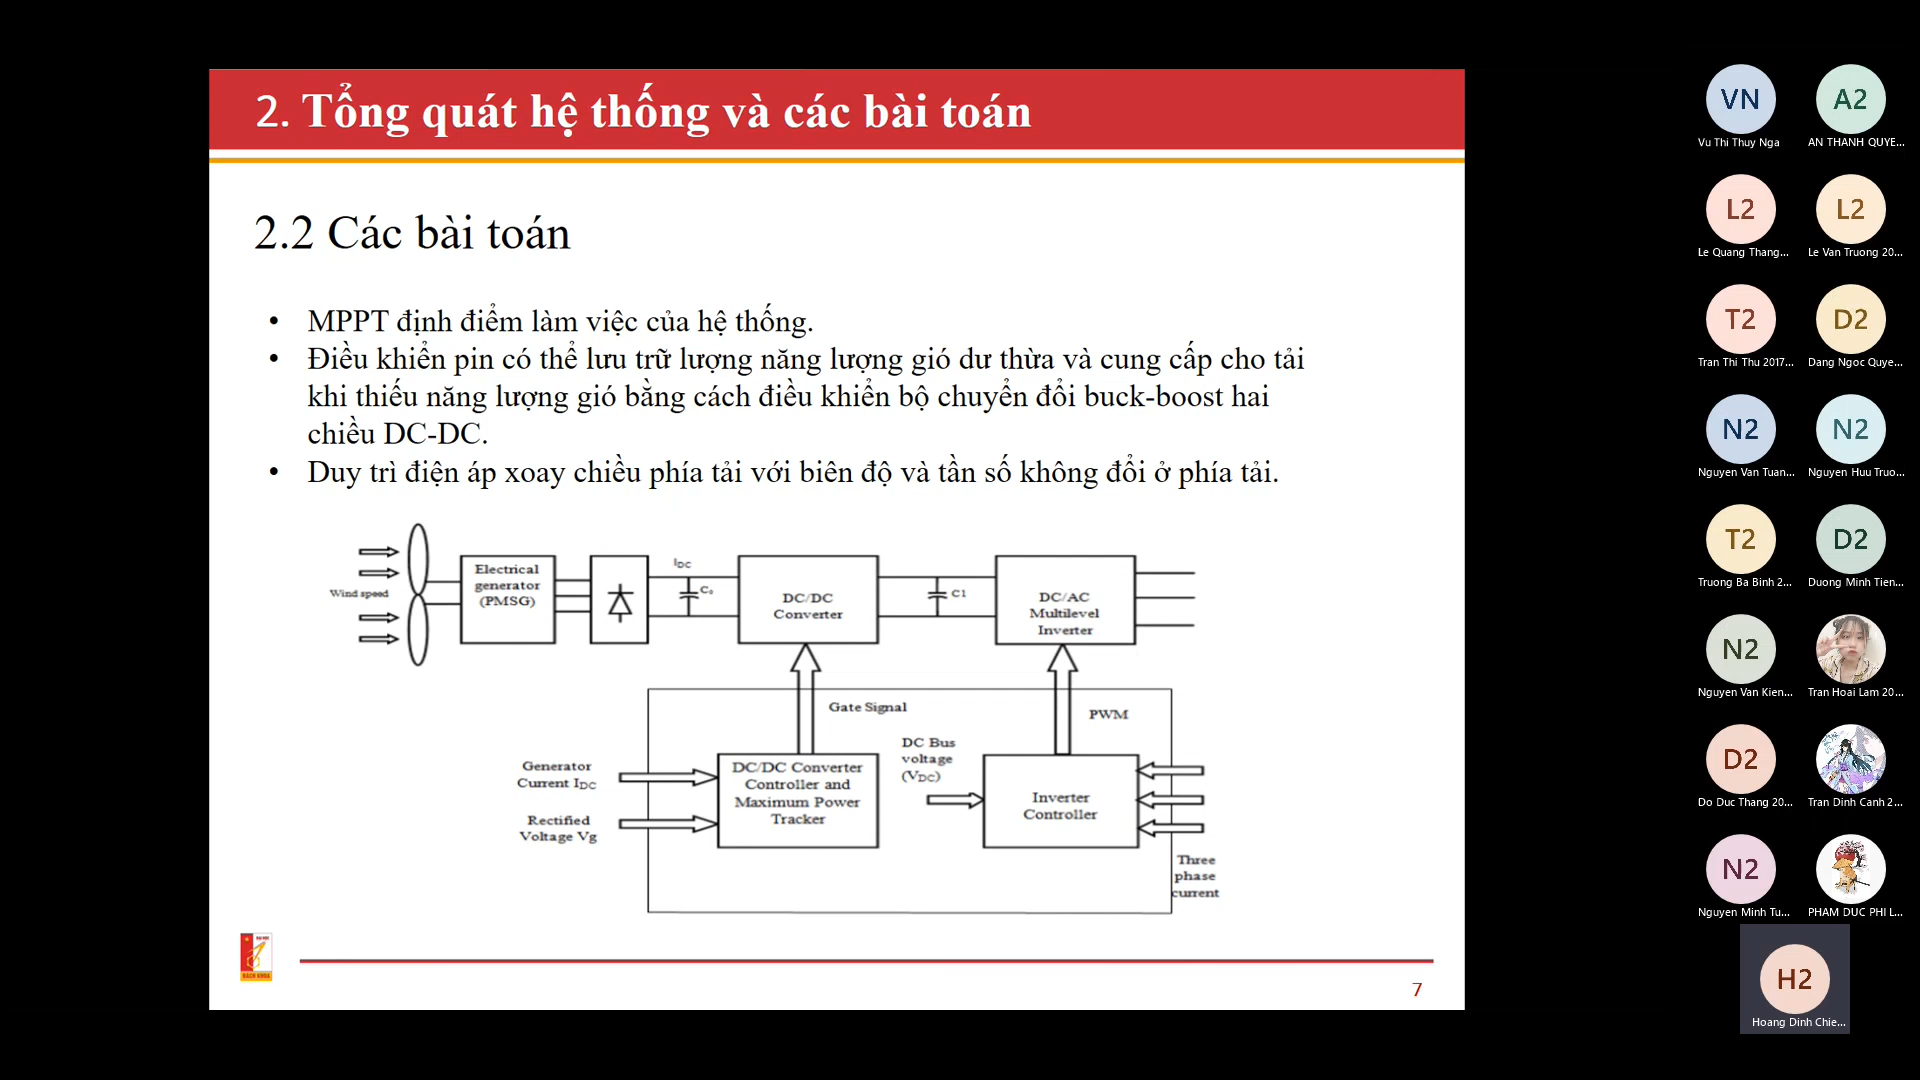 2. Tổng quát hệ thống và các bài toán
2.2 Các bài toán
• MPPT định điểm làm việc của hệ thống.
• Điều khiển pin có thể lưu trữ lượng năng lượng gió dư thừa và cung cấp cho tải
khi thiếu năng lượng gió bằng cách điều khiển bộ chuyển đổi buck-boost hai
chiều DC-DC.
• Duy trì điện áp xoay chiều phía tải với biên độ và tần số không đổi ở phía tải.
Wind speed
Electrical
generator
(PMSG)
IDC
C₀
DC/DC
Converter
C1
DC/AC
Multilevel
Inverter
Gate Signal
PWM
Generator
Current IDC
Rectified
Voltage Vg
DC/DC Converter
Controller and
Maximum Power
Tracker
DC Bus
voltage
(VDC)
Inverter
Controller
Three
phase
current
BÁCH KHOA
7
VN
Vu Thi Thuy Nga
A2
AN THANH QUYE...
L2
Le Quang Thang...
L2
Le Van Truong 20...
T2
Tran Thi Thu 2017...
D2
Dang Ngoc Quye...
N2
Nguyen Van Tuan...
N2
Nguyen Huu Truo...
T2
Truong Ba Binh 2...
D2
Duong Minh Tien...
N2
Nguyen Van Kien...
Tran Hoai Lam 20...
D2
Do Duc Thang 20...
Tran Dinh Canh 2...
N2
Nguyen Minh Tu...
PHAM DUC PHI L...
H2
Hoang Dinh Chie...